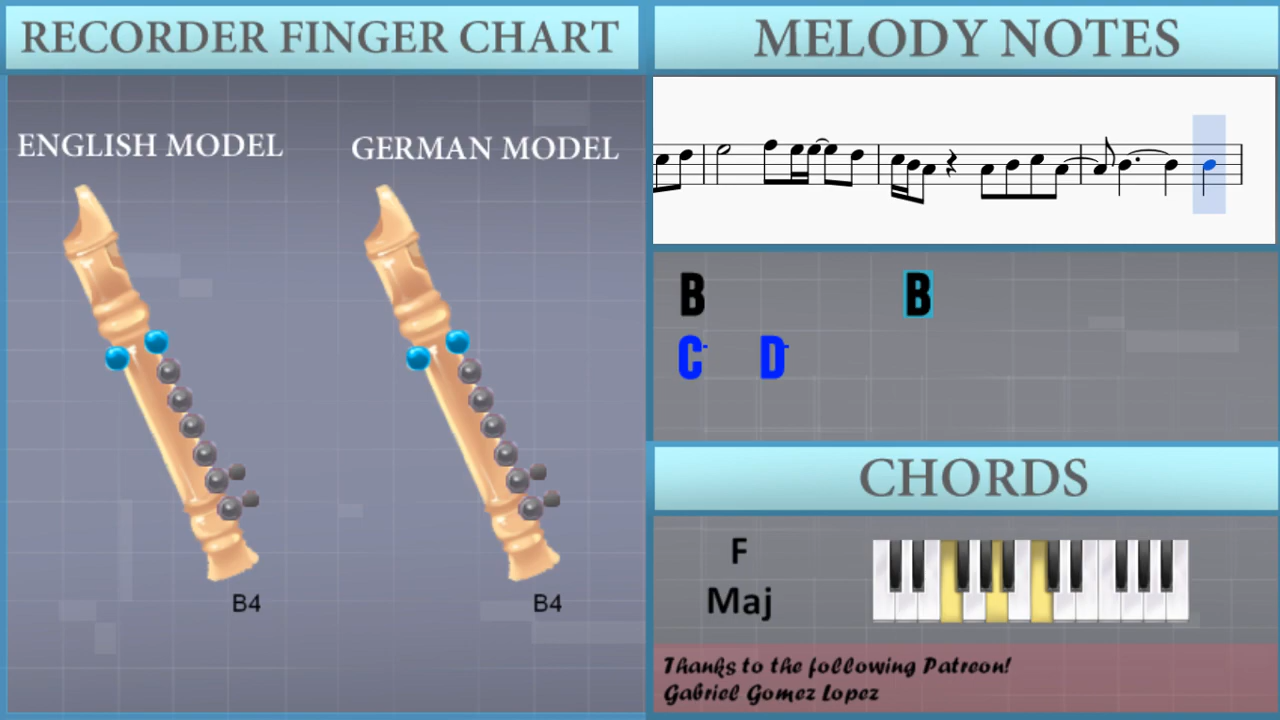 RECORDER FINGER CHART
ENGLISH MODEL GERMAN MODEL
B4 B4
MELODY NOTES
B B
C- D-
CHORDS
F
Maj
Thanks to the following Patreon!
Gabriel Gomez Lopez